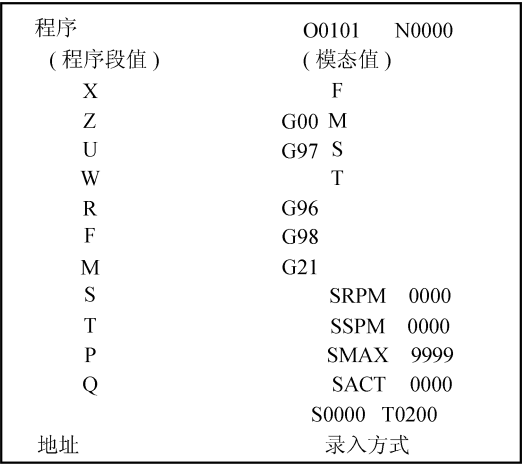 程序 O0101 N0000
(程序段值) (模态值)
X F
Z G00 M
U G97 S
W T
R G96
F G98
M G21
S SRPM 0000
T SSPM 0000
P SMAX 9999
Q SACT 0000
S0000 T0200
地址 录入方式